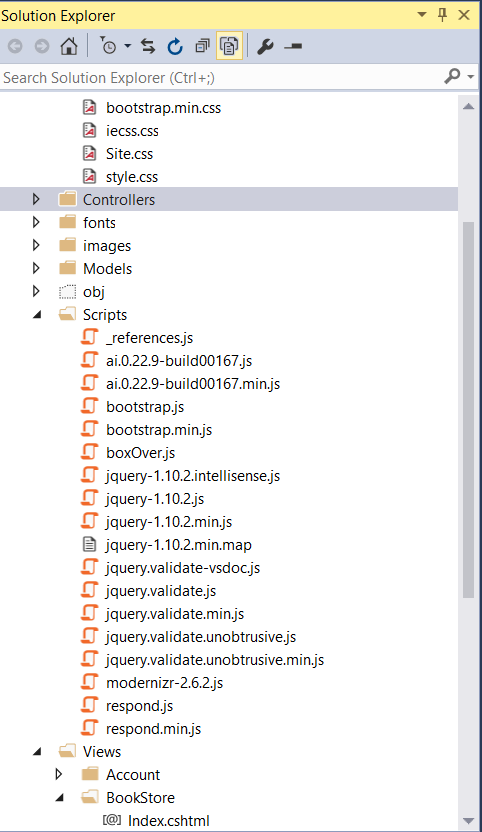 Solution Explorer
Search Solution Explorer (Ctrl+;)
bootstrap.min.css
iecss.css
Site.css
style.css
Controllers
fonts
images
Models
obj
Scripts
_references.js
ai.0.22.9-build00167.js
ai.0.22.9-build00167.min.js
bootstrap.js
bootstrap.min.js
boxOver.js
jquery-1.10.2.intellisense.js
jquery-1.10.2.js
jquery-1.10.2.min.js
jquery-1.10.2.min.map
jquery.validate-vsdoc.js
jquery.validate.js
jquery.validate.min.js
jquery.validate.unobtrusive.js
jquery.validate.unobtrusive.min.js
modernizr-2.6.2.js
respond.js
respond.min.js
Views
Account
BookStore
[@] Index.cshtml